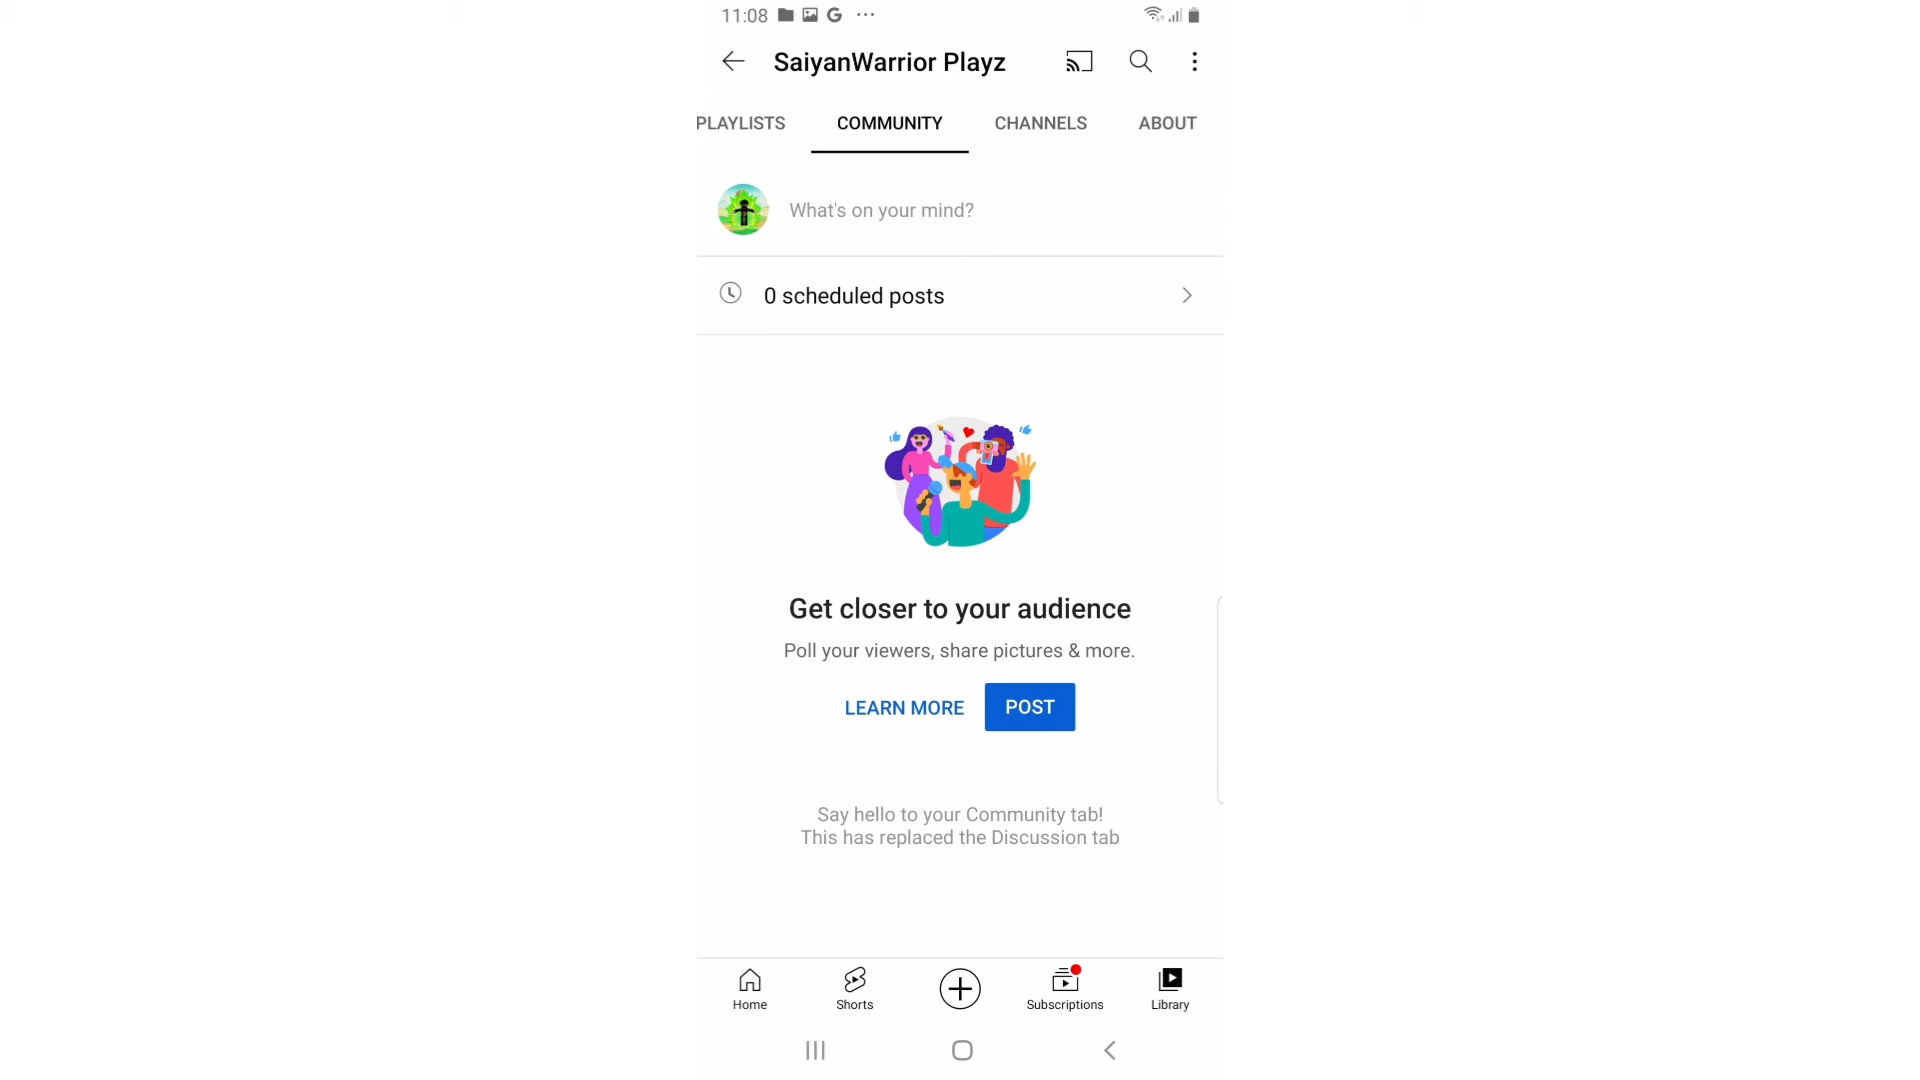 11:08
SaiyanWarrior Playz
PLAYLISTS COMMUNITY CHANNELS ABOUT
What's on your mind?
0 scheduled posts
Get closer to your audience
Poll your viewers, share pictures & more.
LEARN MORE POST
Say hello to your Community tab!
This has replaced the Discussion tab
Home Shorts Subscriptions Library